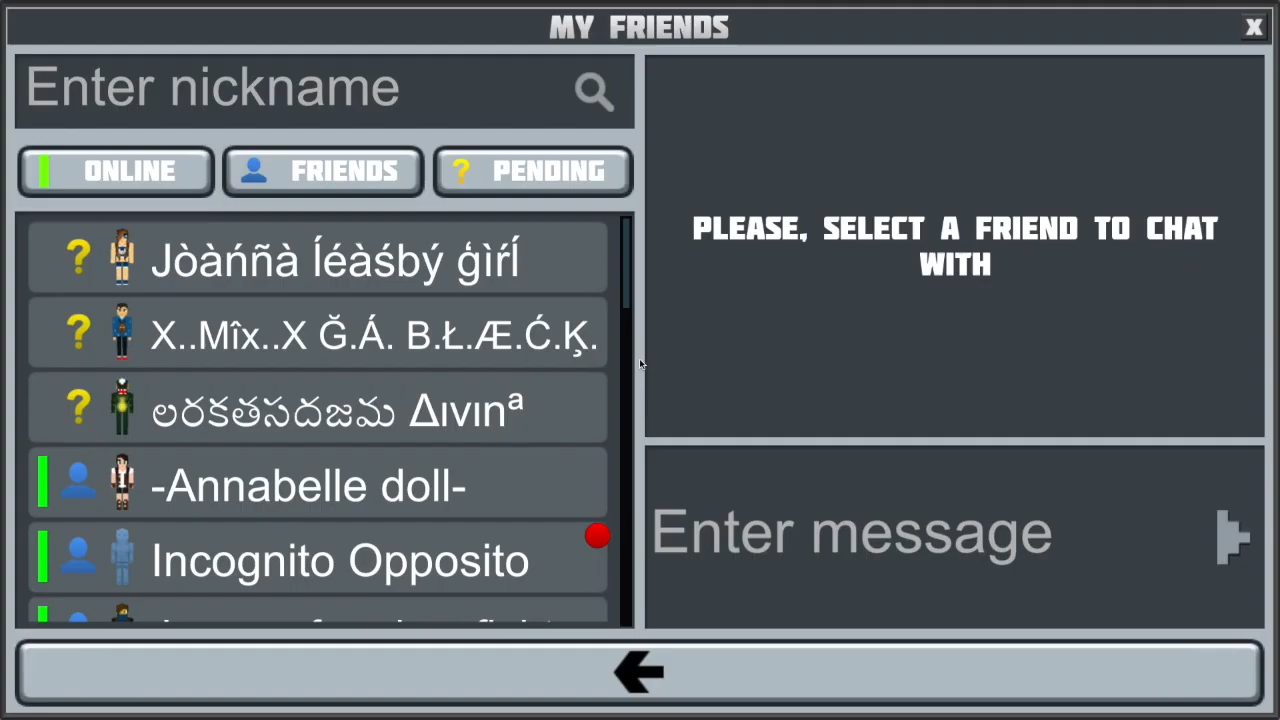 MY FRIENDS
X
Enter nickname
ONLINE
FRIENDS
? PENDING
? Jòàńñà ĺéàśbý ģìŕĺ
? X..Mîx..X Ğ.Á. B.Ł.Æ.Ć.Ķ.
? లరకతసదజమ Δινınª
-Annabelle doll-
Incognito Opposito
PLEASE, SELECT A FRIEND TO CHAT
WITH
Enter message